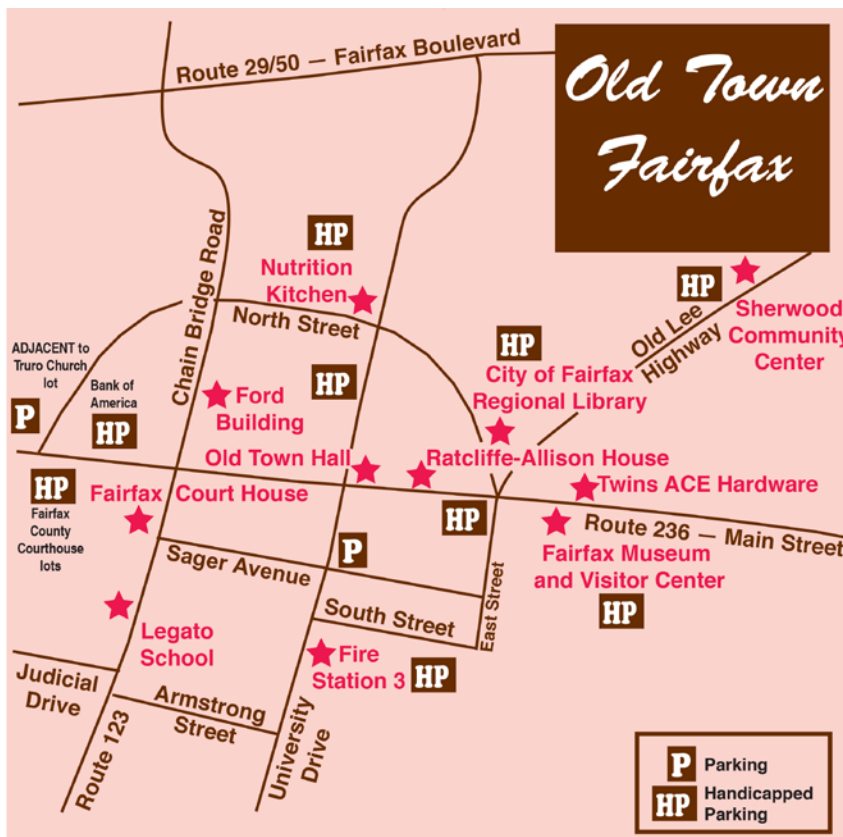 Route 29/50 — Fairfax Boulevard
Old Town
Fairfax
Chain Bridge Road
HP
Nutrition
Kitchen
North Street
HP
Sherwood
Community
Center
Old Lee
Highway
ADJACENT to
Truro Church
lot
P
Bank of
America
HP
Ford
Building
HP
HP
City of Fairfax
Regional Library
Old Town Hall
Ratcliffe-Allison House
Twins ACE Hardware
HP
Fairfax
County
Courthouse
lots
Fairfax Court House
HP
Route 236 — Main Street
Fairfax Museum
and Visitor Center
HP
Sager Avenue
P
East Street
South Street
Legato
School
Fire
Station 3
HP
Judicial
Drive
Armstrong
Street
Route 123
University
Drive
P Parking
HP Handicapped
Parking